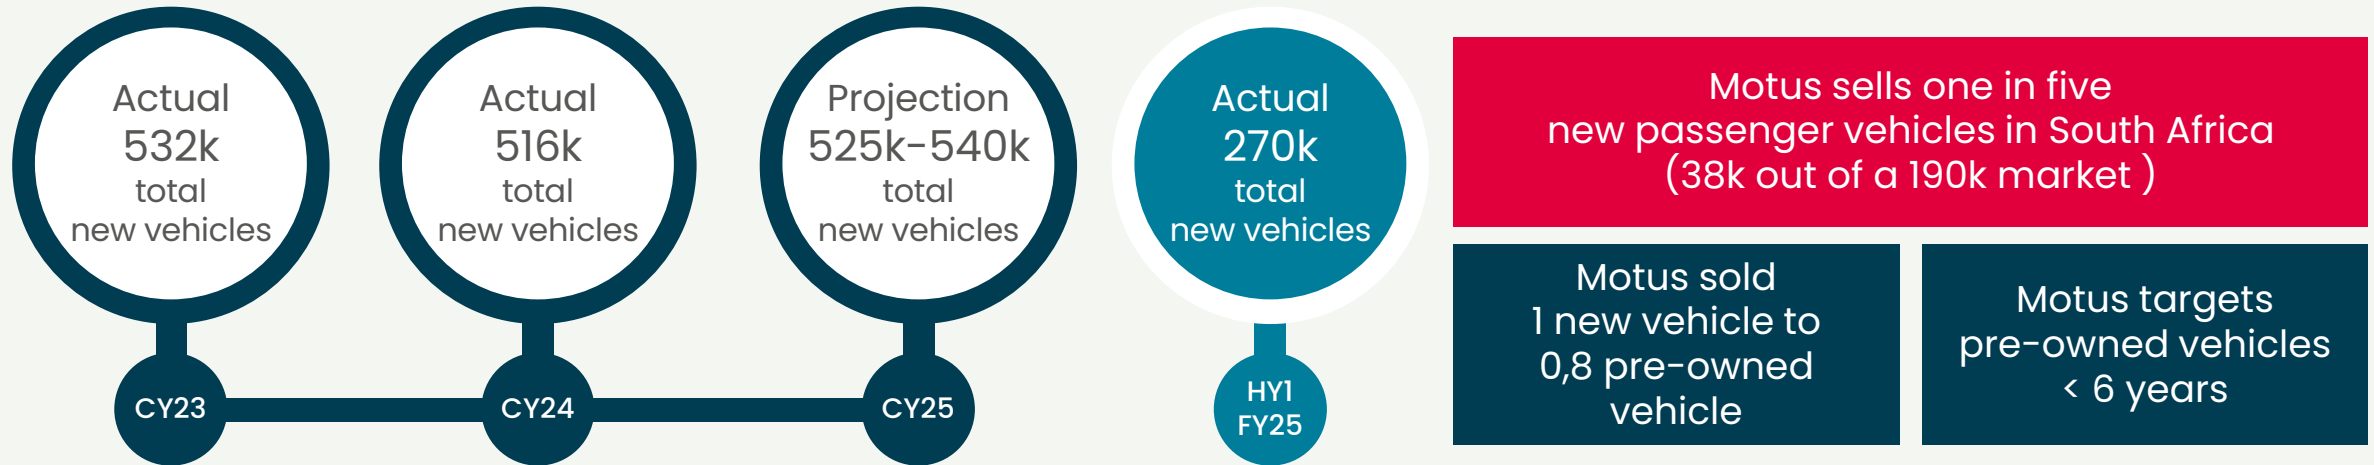 Actual
532k
total
new vehicles
CY23
Actual
516k
total
new vehicles
CY24
Projection
525k-540k
total
new vehicles
CY25
Actual
270k
total
new vehicles
HY1
FY25
Motus sells one in five
new passenger vehicles in South Africa
(38k out of a 190k market )
Motus sold
1 new vehicle to
0,8 pre-owned
vehicle
Motus targets
pre-owned vehicles
< 6 years